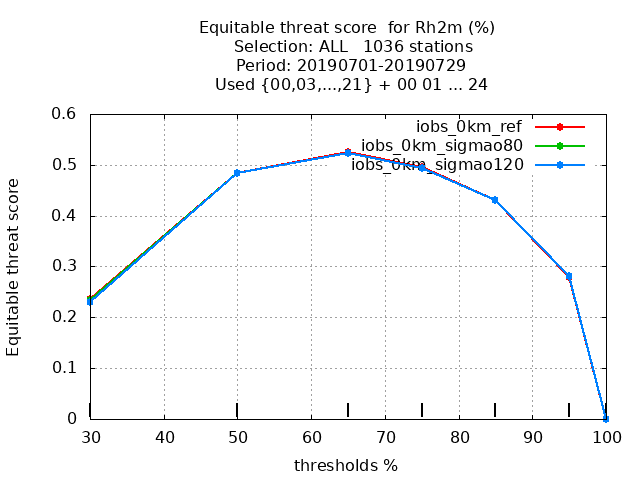 Equitable threat score  for Rh2m (%)
Selection: ALL   1036 stations
Period: 20190701-20190729
Used {00,03,...,21} + 00 01 ... 24
iobs_0km_ref
iobs_0km_sigmao80
iobs_0km_sigmao120
Equitable threat score
0.6
0.5
0.4
0.3
0.2
0.1
0
30 40 50 60 70 80 90 100
thresholds %